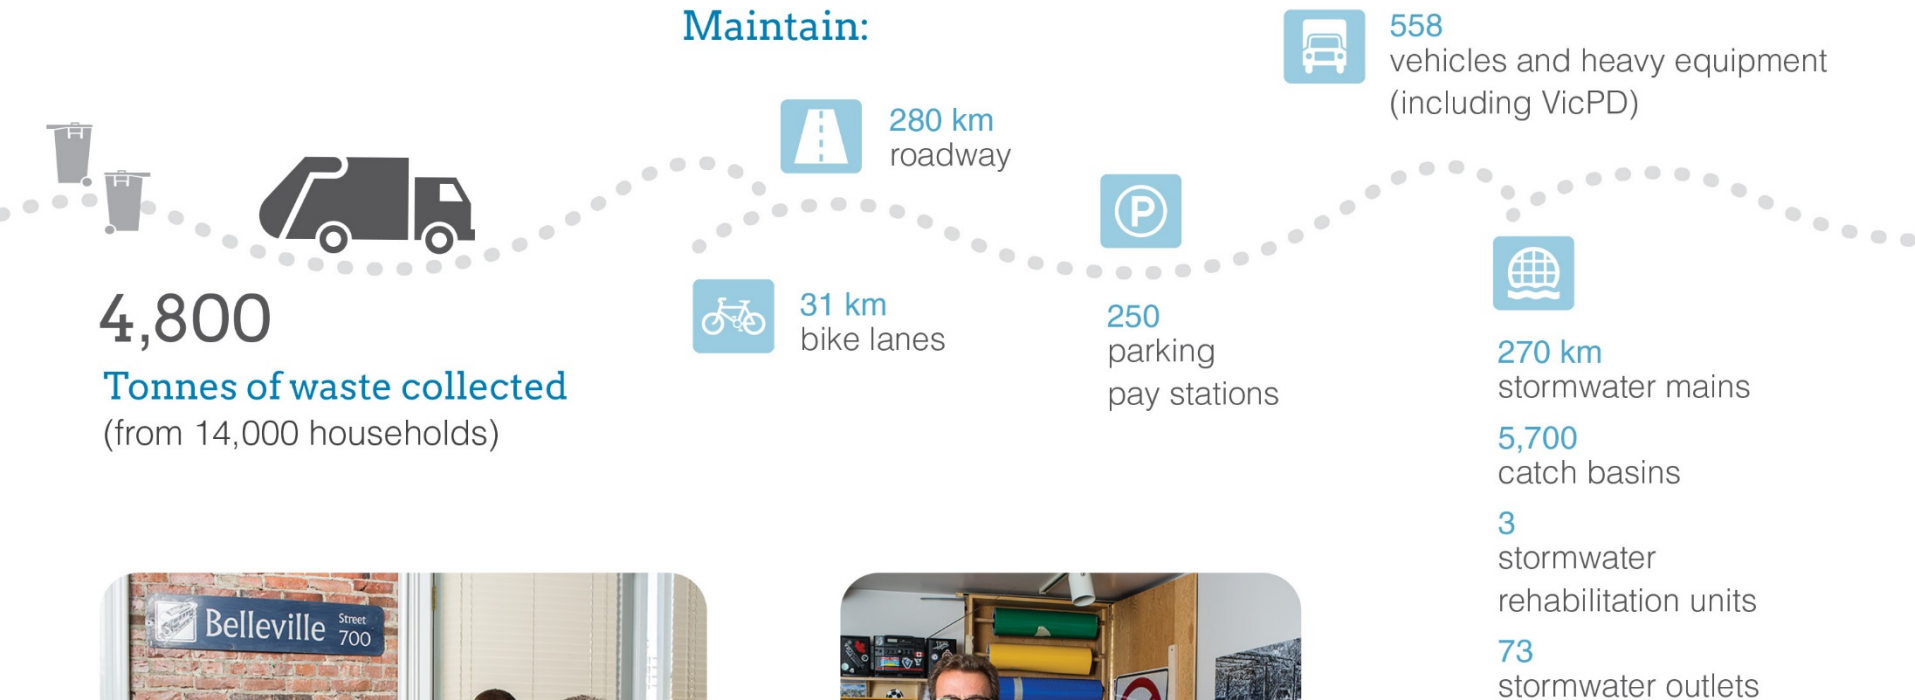 Maintain:
558
vehicles and heavy equipment
(including VicPD)
280 km
roadway
P
4,800
Tonnes of waste collected
(from 14,000 households)
31 km
bike lanes
250
parking
pay stations
270 km
stormwater mains
5,700
catch basins
3
stormwater
rehabilitation units
73
stormwater outlets
Belleville Street
700